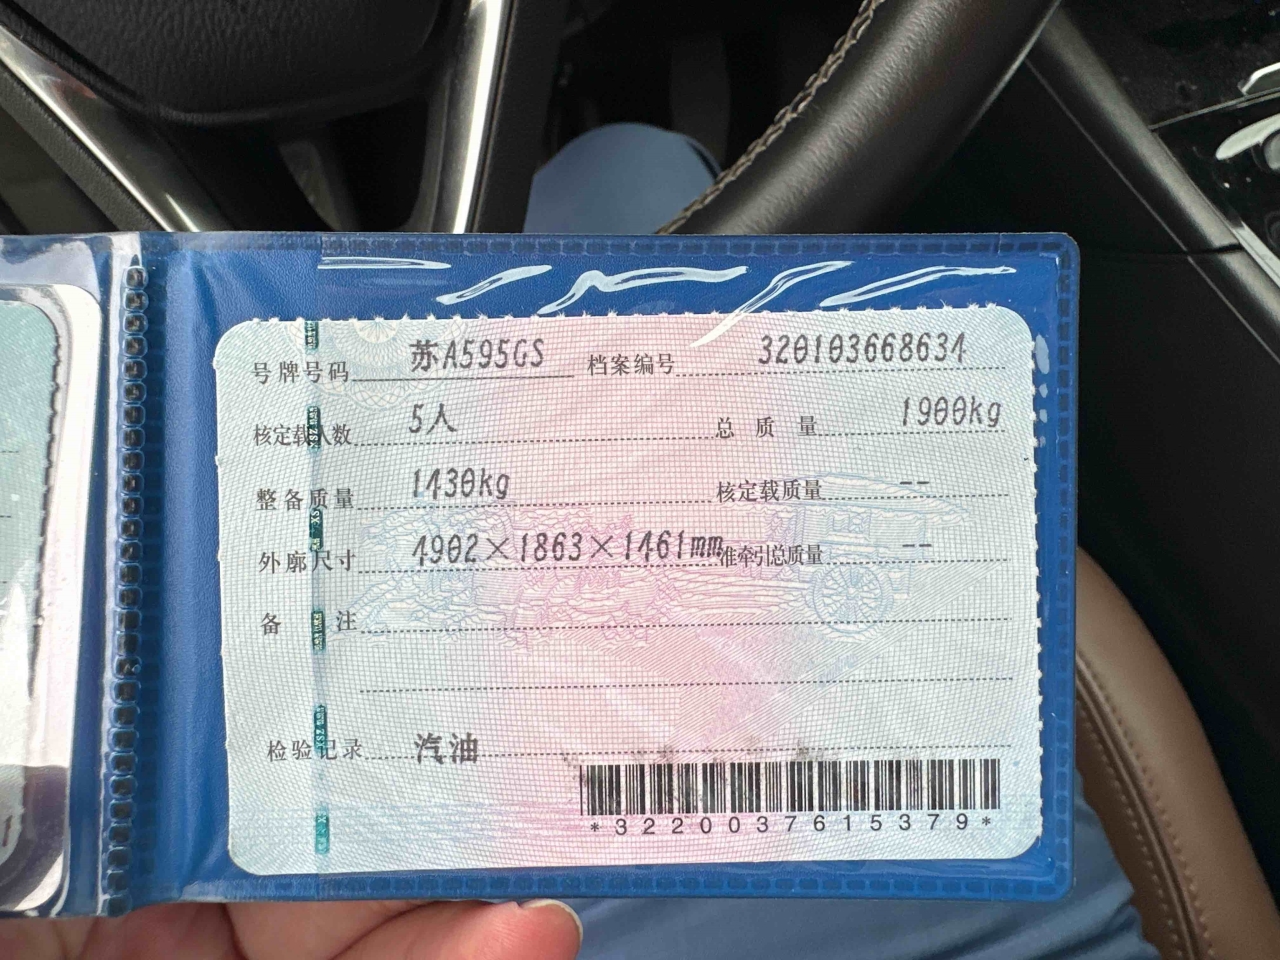 号牌号码 苏A595GS 档案编号 320103668634
核定载人数 5人 总质量 1900kg
整备质量 1430kg 核定载质量 --
外廓尺寸 4902×1863×1461mm 准牵引总质量 --
备注
检验记录 汽油
*3220037615379*